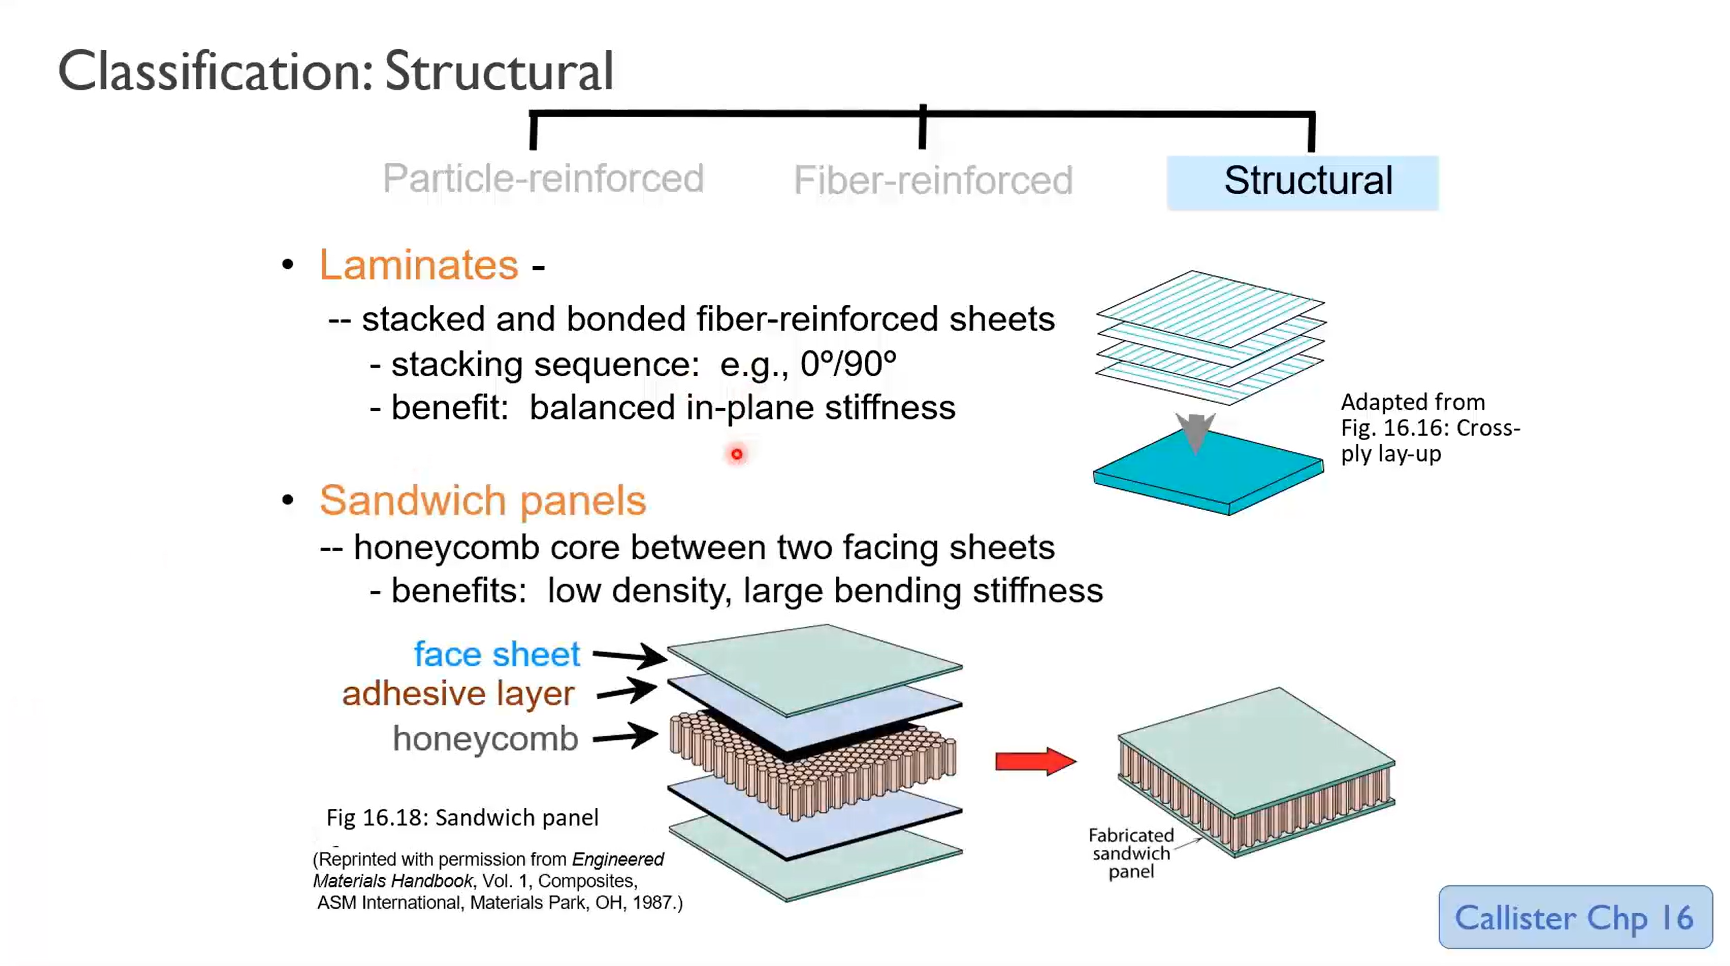 Classification: Structural
Particle-reinforced
Fiber-reinforced
Structural
• Laminates -
-- stacked and bonded fiber-reinforced sheets
- stacking sequence: e.g., 0º/90º
- benefit: balanced in-plane stiffness
Adapted from
Fig. 16.16: Cross-
ply lay-up
• Sandwich panels
-- honeycomb core between two facing sheets
- benefits: low density, large bending stiffness
face sheet
adhesive layer
honeycomb
Fig 16.18: Sandwich panel
(Reprinted with permission from Engineered
Materials Handbook, Vol. 1, Composites,
ASM International, Materials Park, OH, 1987.)
Fabricated
sandwich
panel
Callister Chp 16